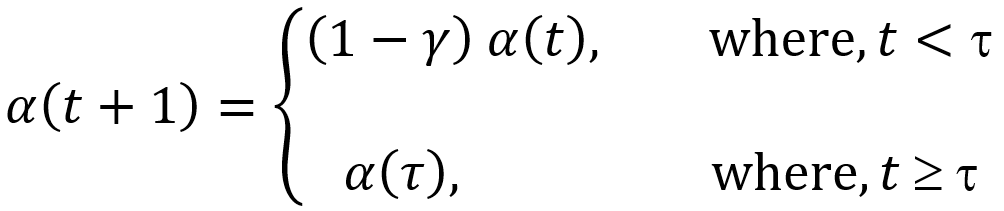 α(t + 1) = { (1 − γ) α(t), where, t < τ
α(τ), where, t ≥ τ